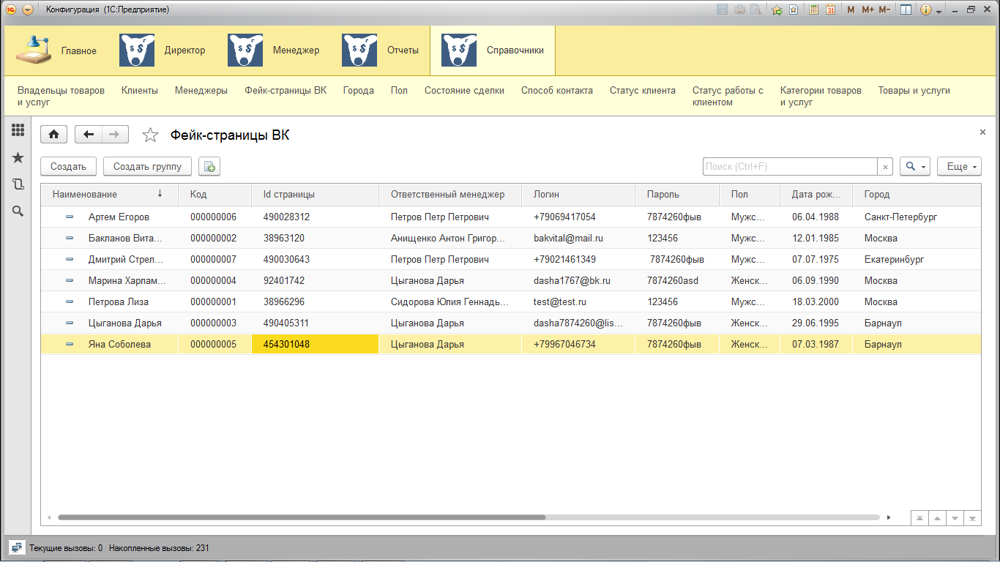 Конфигурация (1С:Предприятие)
M M+ M-
Главное Директор Менеджер Отчеты Справочники
Владельцы товаров и услуг Клиенты Менеджеры Фейк-страницы ВК Города Пол Состояние сделки Способ контакта Статус клиента Статус работы с клиентом Категории товаров и услуг Товары и услуги
Фейк-страницы ВК
Создать Создать группу Поиск (Ctrl+F) Еще
Наименование Код Id страницы Ответственный менеджер Логин Пароль Пол Дата рож... Город
Артем Егоров 000000006 490028312 Петров Петр Петрович +79069417054 7874260фыв Мужс... 06.04.1988 Санкт-Петербург
Бакланов Вита... 000000002 38963120 Анищенко Антон Григор... bakvital@mail.ru 123456 Мужс... 12.01.1985 Москва
Дмитрий Стрел... 000000007 490030643 Петров Петр Петрович +79021461349 7874260фыв Мужс... 07.07.1975 Екатеринбург
Марина Харлам... 000000004 92401742 Цыганова Дарья dasha1767@bk.ru 7874260asd Женск... 06.09.1990 Москва
Петрова Лиза 000000001 38966296 Сидорова Юлия Геннадь... test@test.ru 123456 Мужс... 18.03.2000 Москва
Цыганова Дарья 000000003 490405311 Цыганова Дарья dasha7874260@lis... 7874260фыв Женск... 29.06.1995 Барнаул
Яна Соболева 000000005 454301048 Цыганова Дарья +79967046734 7874260фыв Женск... 07.03.1987 Барнаул
Текущие вызовы: 0 Накопленные вызовы: 231